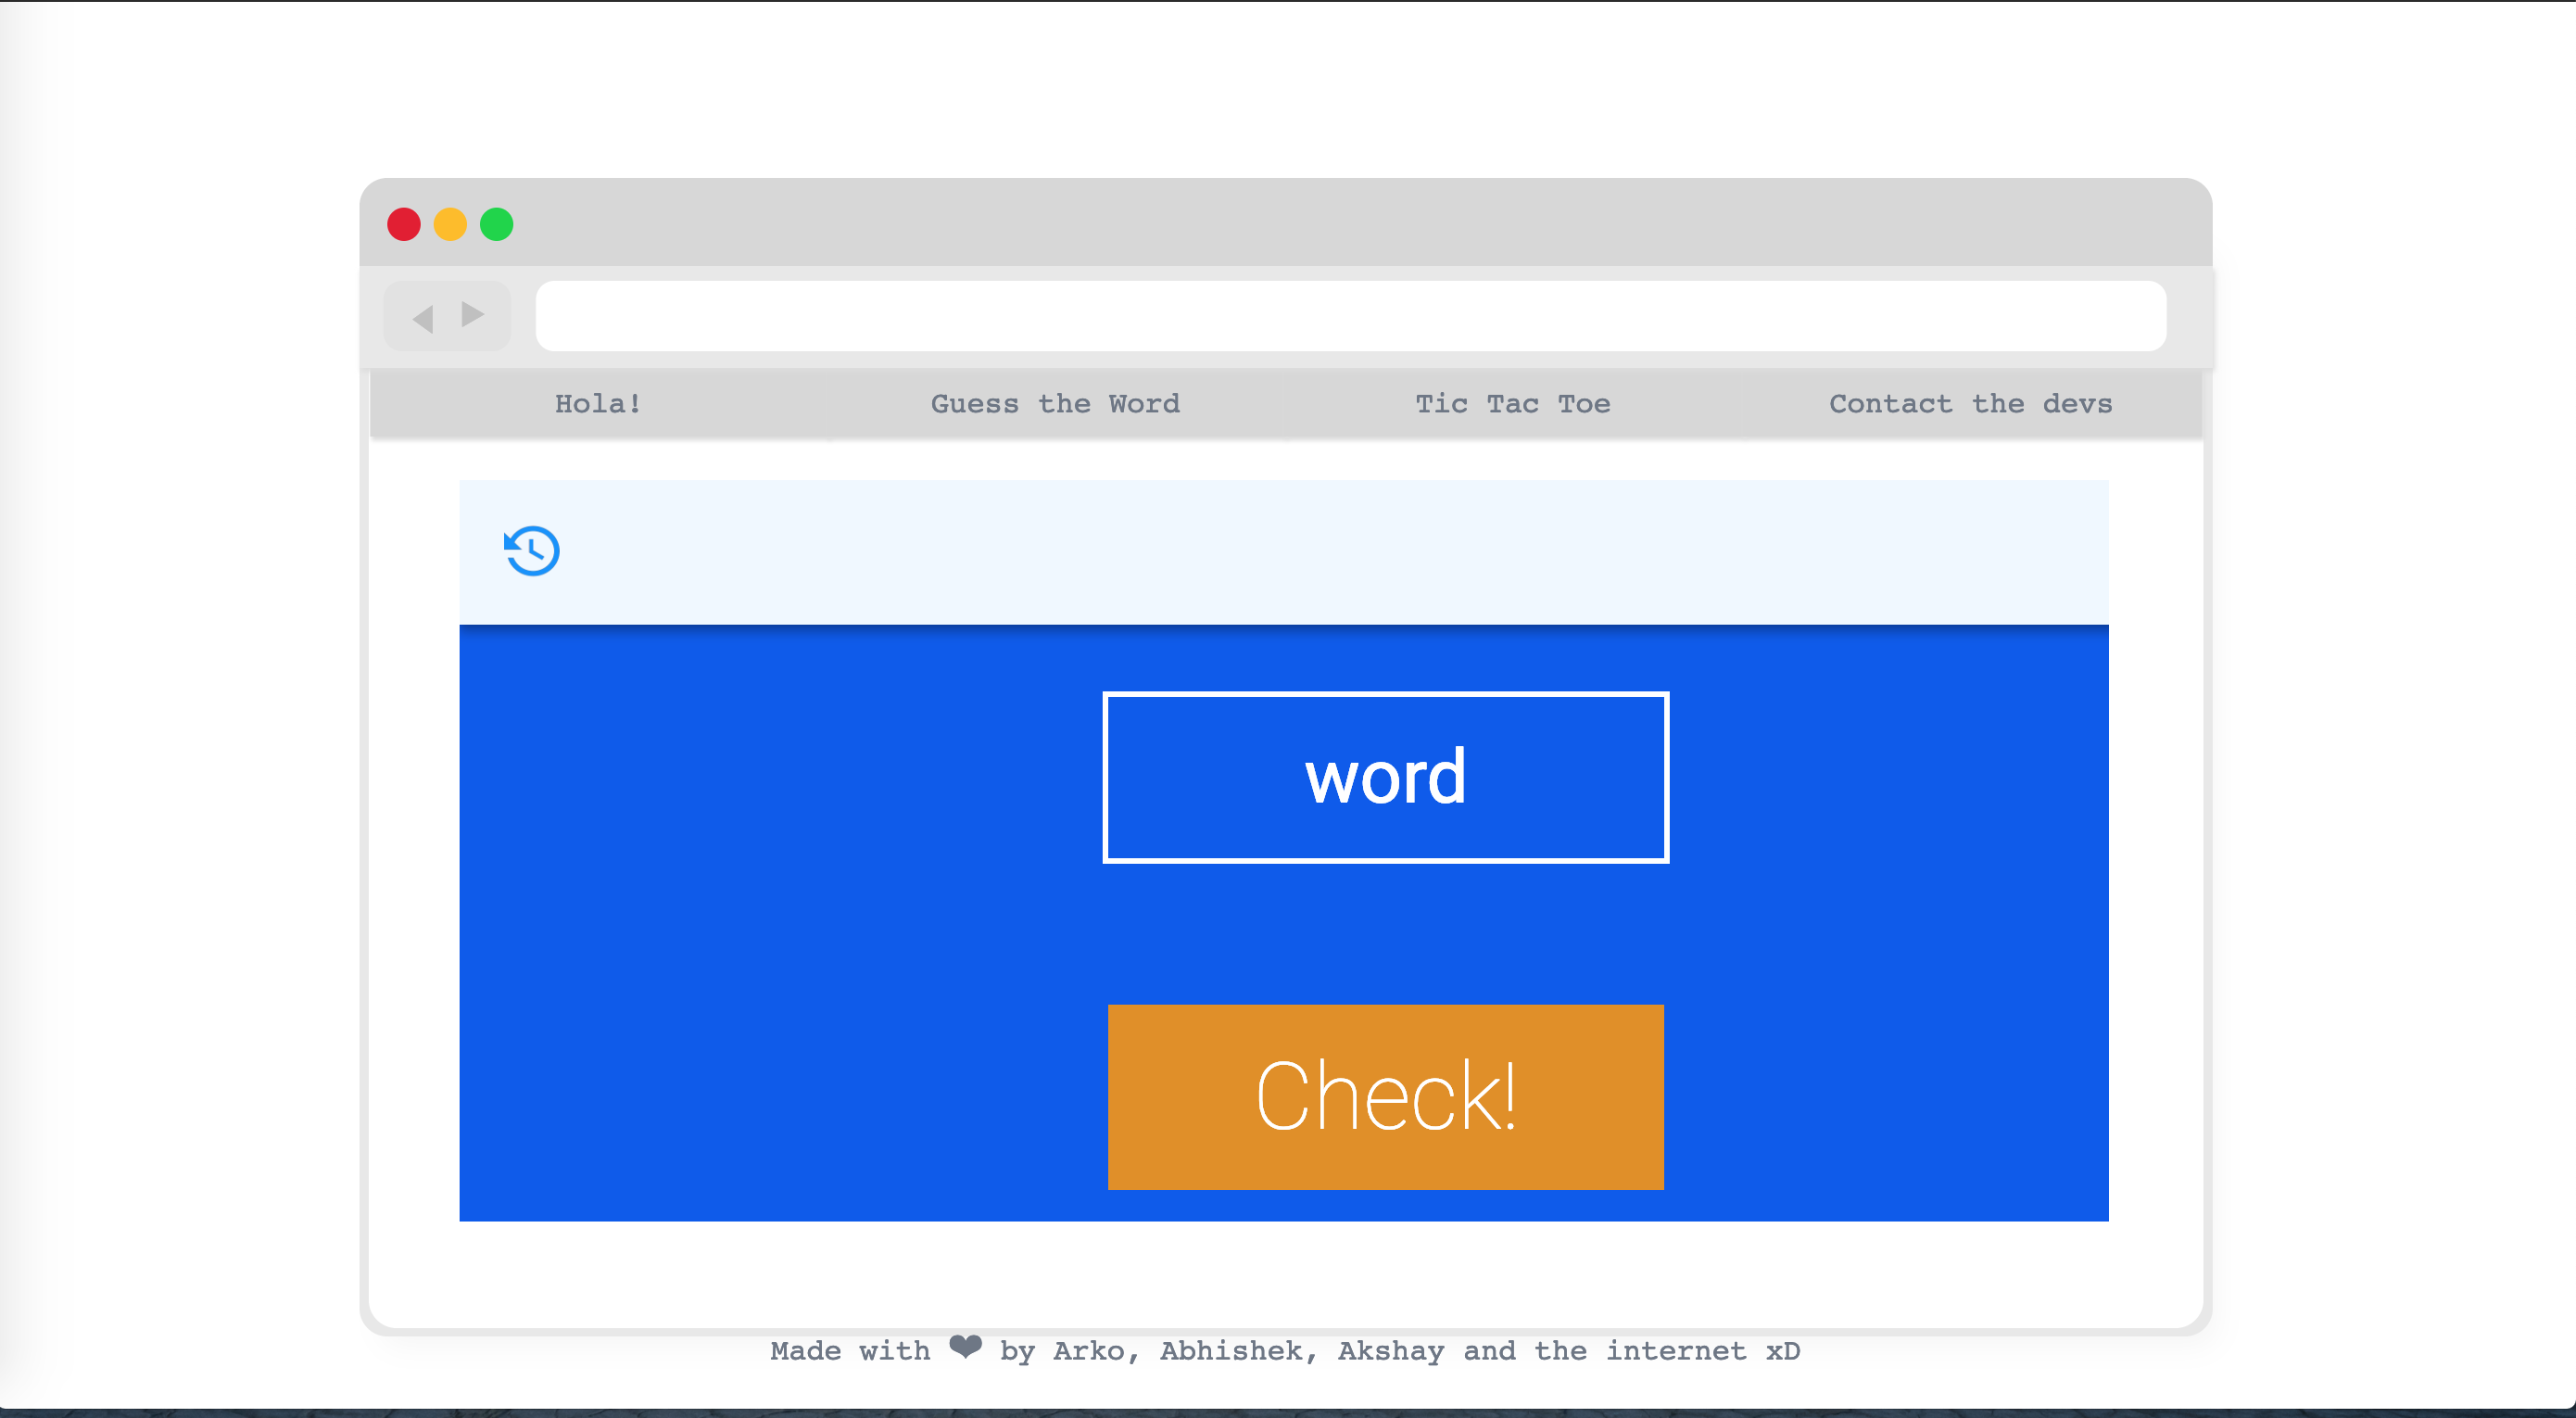 Hola! Guess the Word Tic Tac Toe Contact the devs
word
Check!
Made with ❤ by Arko, Abhishek, Akshay and the internet xD